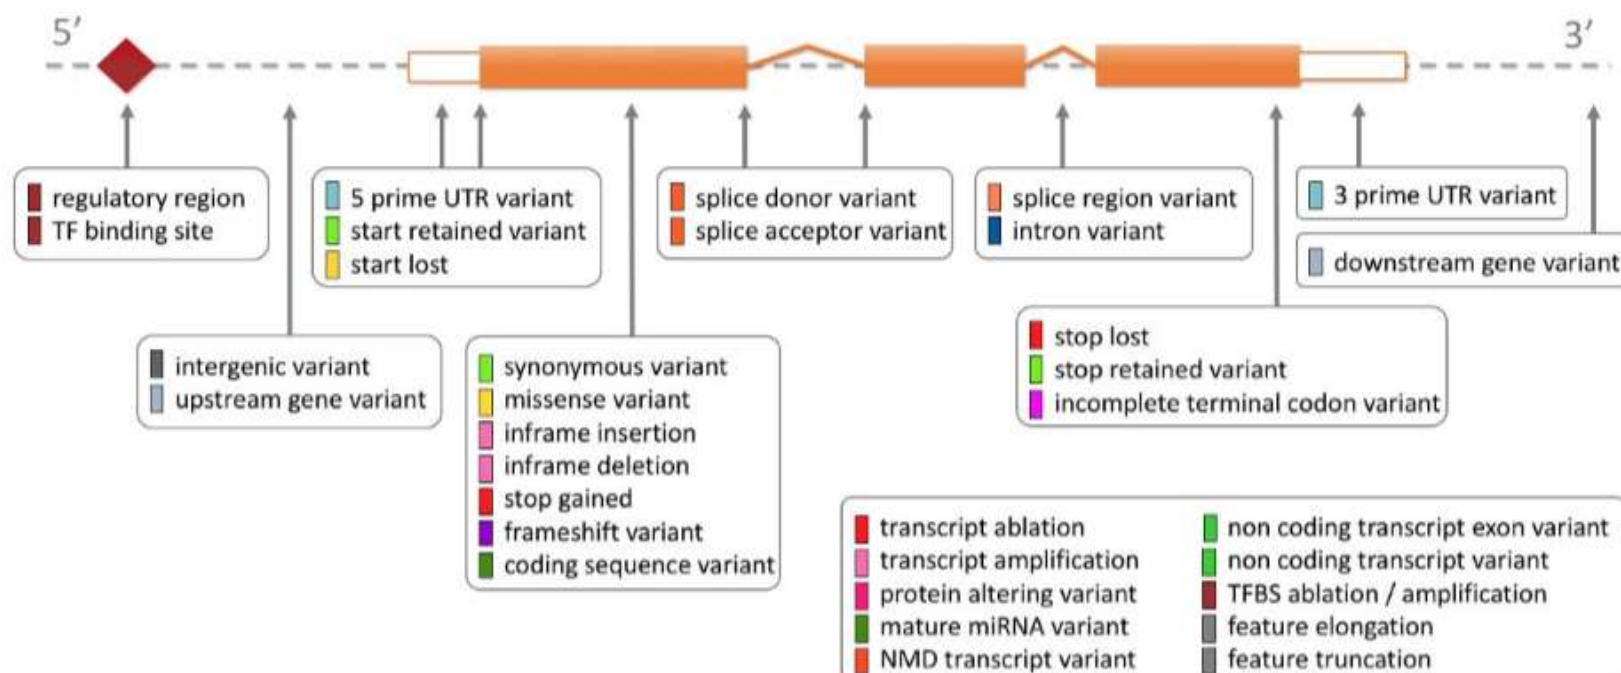 5′
3′
regulatory region
TF binding site
5 prime UTR variant
start retained variant
start lost
splice donor variant
splice acceptor variant
splice region variant
intron variant
3 prime UTR variant
downstream gene variant
intergenic variant
upstream gene variant
synonymous variant
missense variant
inframe insertion
inframe deletion
stop gained
frameshift variant
coding sequence variant
stop lost
stop retained variant
incomplete terminal codon variant
transcript ablation
transcript amplification
protein altering variant
mature miRNA variant
NMD transcript variant
non coding transcript exon variant
non coding transcript variant
TFBS ablation / amplification
feature elongation
feature truncation